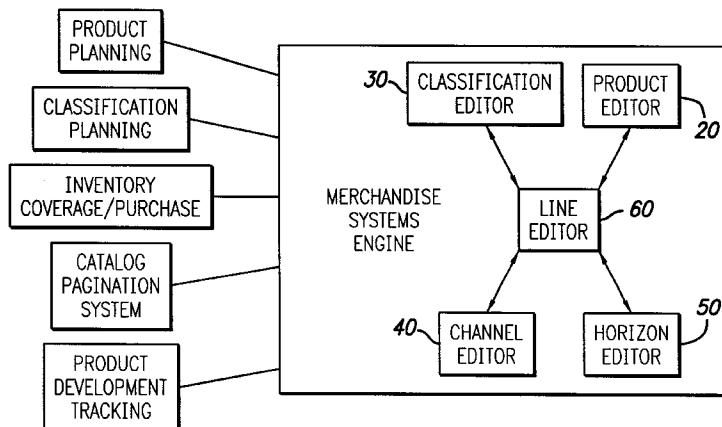 PRODUCT
PLANNING
CLASSIFICATION
PLANNING
INVENTORY
COVERAGE/PURCHASE
CATALOG
PAGINATION
SYSTEM
PRODUCT
DEVELOPMENT
TRACKING
MERCHANDISE
SYSTEMS
ENGINE
30
CLASSIFICATION
EDITOR
PRODUCT
EDITOR
20
LINE
EDITOR
60
40
CHANNEL
EDITOR
HORIZON
EDITOR
50